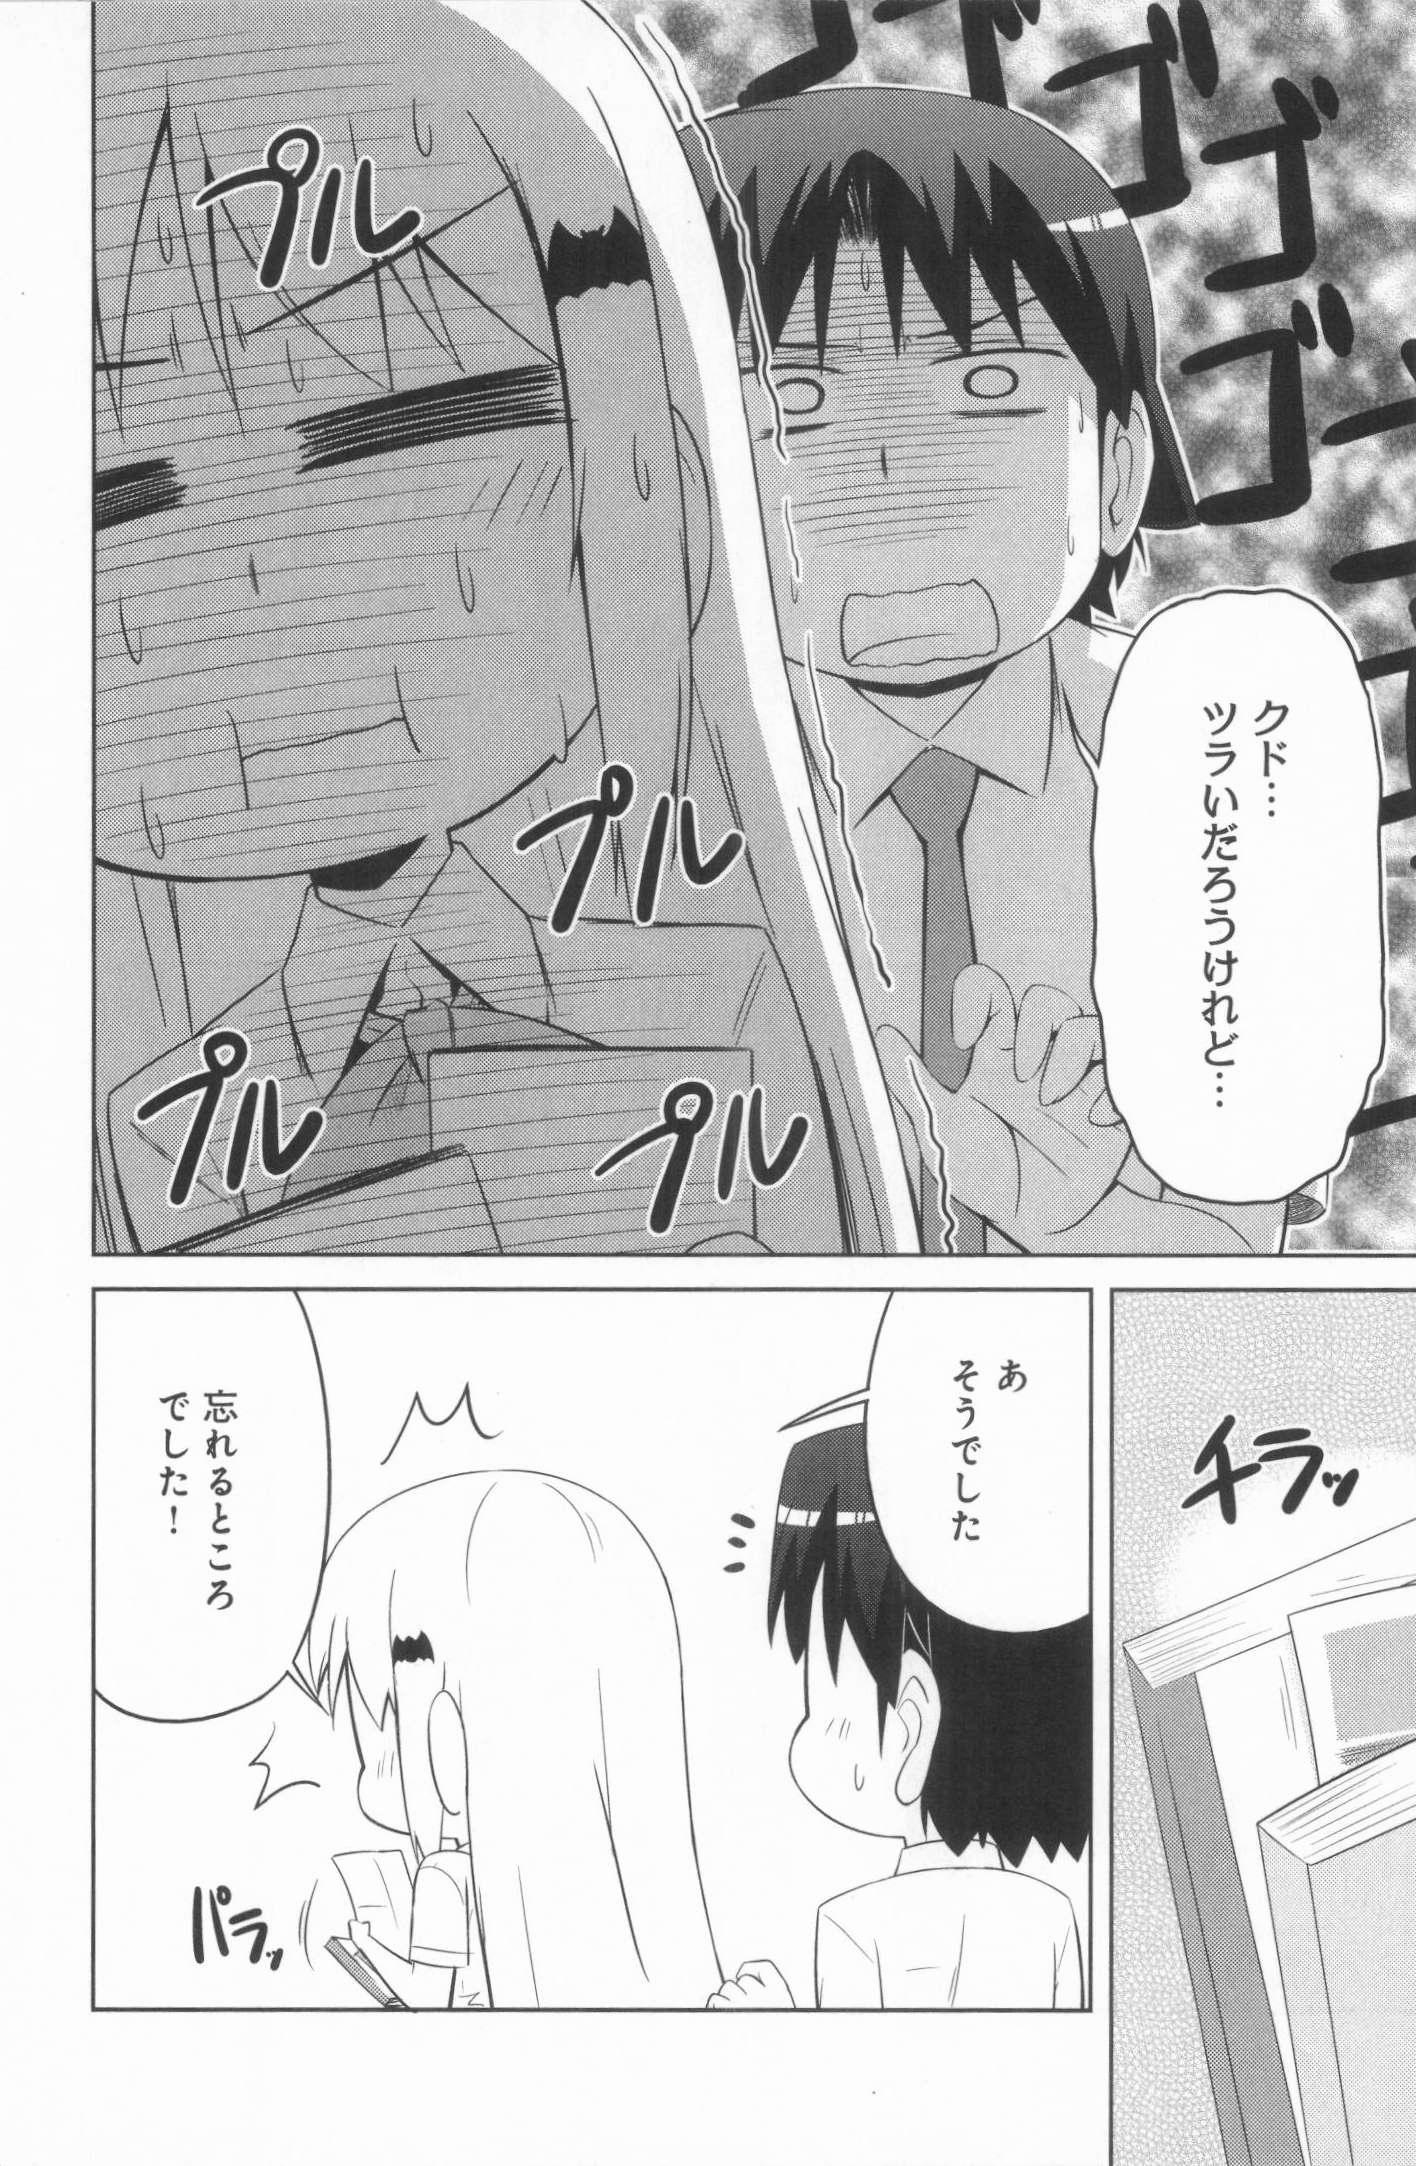 ゴゴゴゴゴゴ
クド…
ツラいだろうけれど…
プルプル
プルプル
チラッ
あ
そうでした
忘れるところ
でした!
パラッ